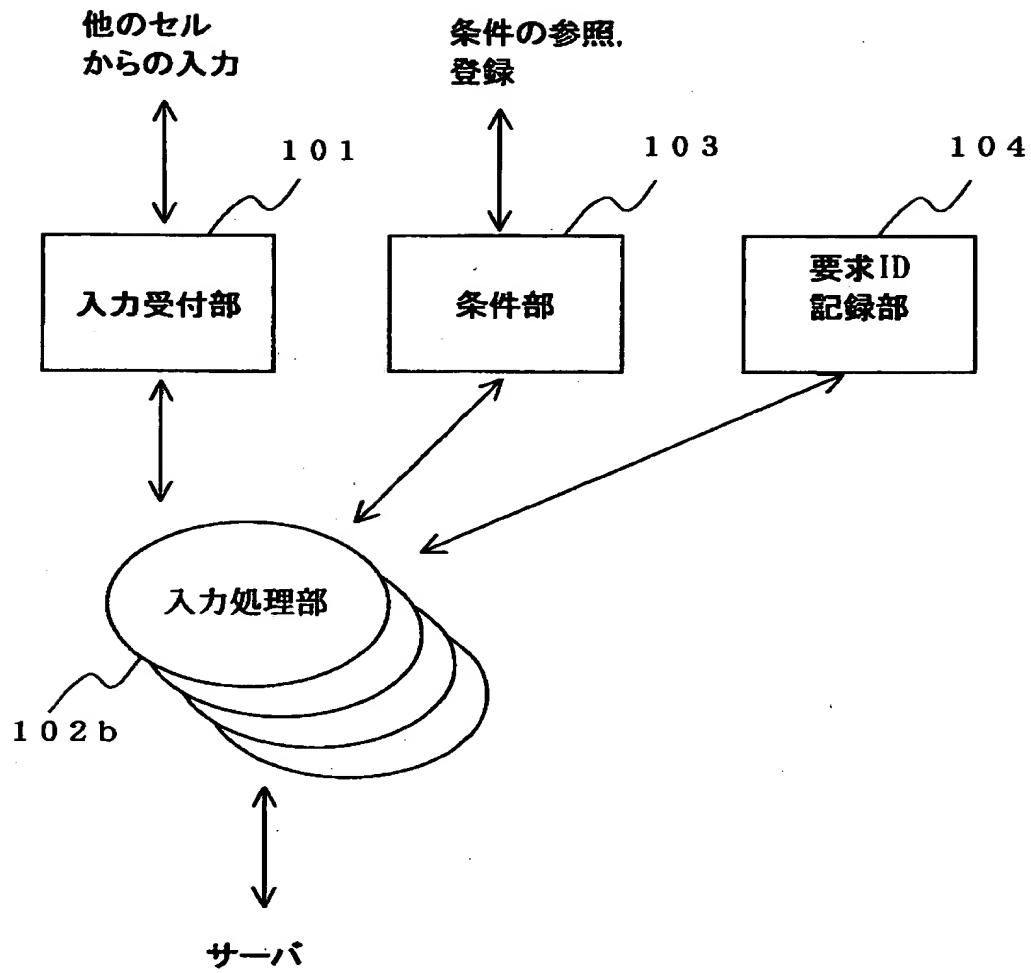 他のセル
からの入力
条件の参照,
登録
１０１
１０３
１０４
入力受付部
条件部
要求ID
記録部
入力処理部
１０２ｂ
サーバ